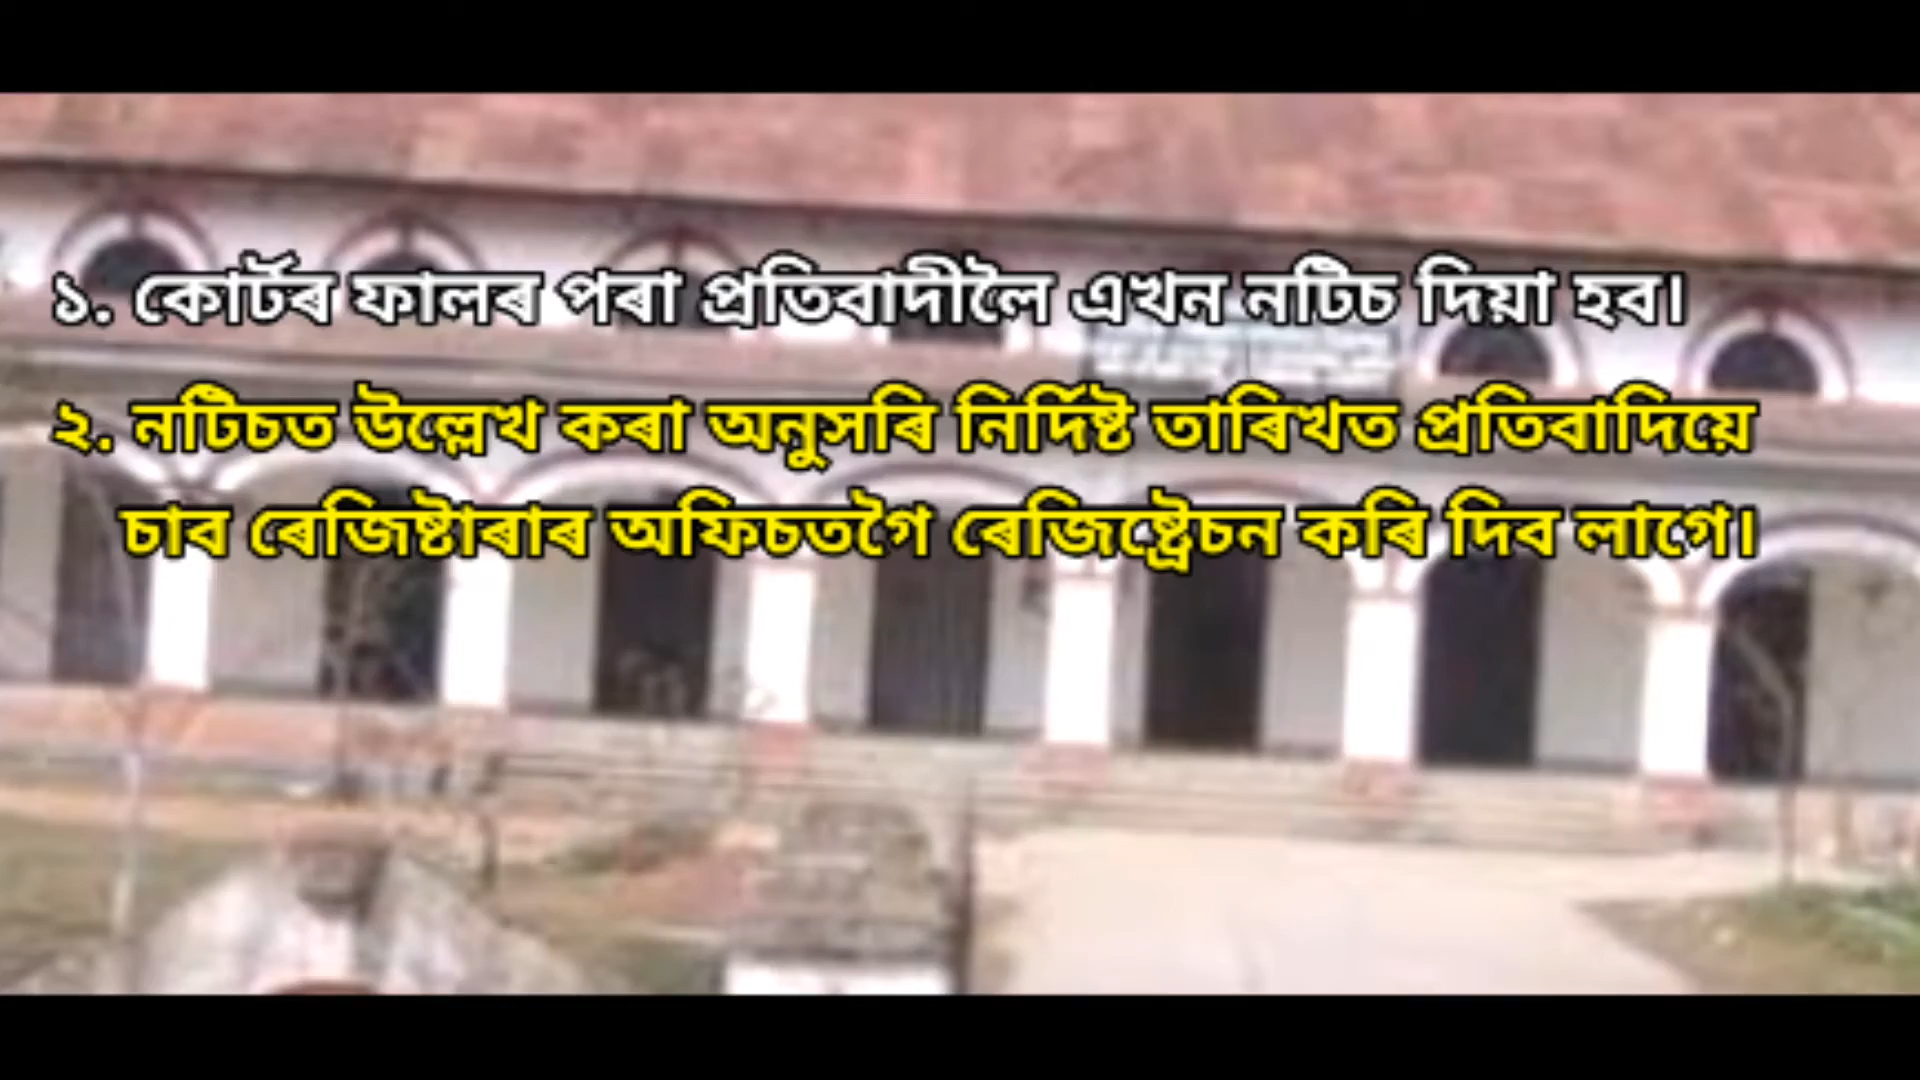 ১. কোৰ্টৰ ফালৰ পৰা প্ৰতিবাদীলৈ এখন নটিচ দিয়া হব।
২. নটিচত উল্লেখ কৰা অনুসৰি নিৰ্দিষ্ট তাৰিখত প্ৰতিবাদিয়ে
চাব ৰেজিষ্টাৰাৰ অফিচতগৈ ৰেজিষ্ট্ৰেচন কৰি দিব লাগে।